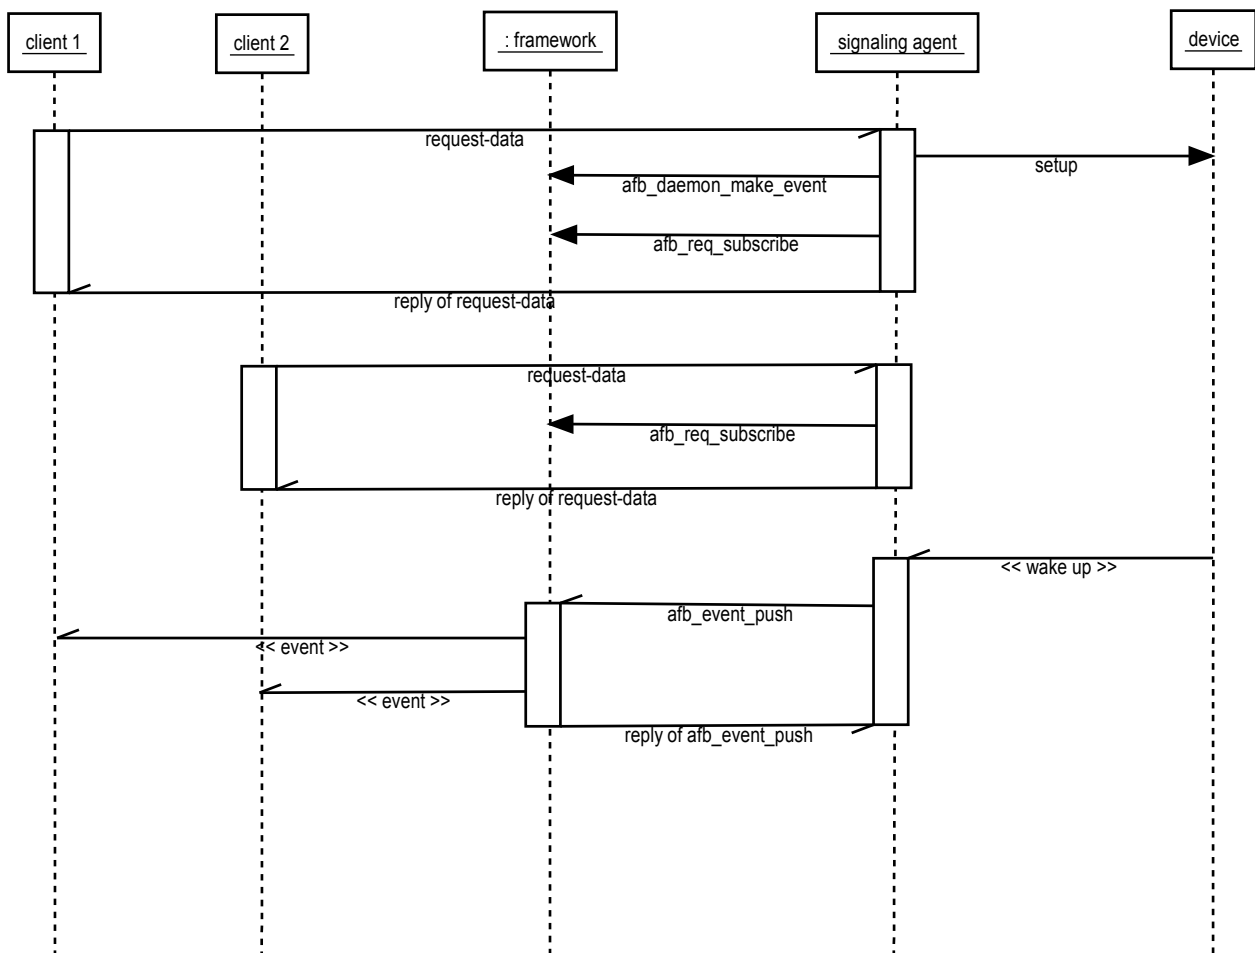 client 1
client 2
: framework
signaling agent
device
request-data
setup
afb_daemon_make_event
afb_req_subscribe
reply of request-data
request-data
afb_req_subscribe
reply of request-data
<< wake up >>
afb_event_push
<< event >>
<< event >>
reply of afb_event_push